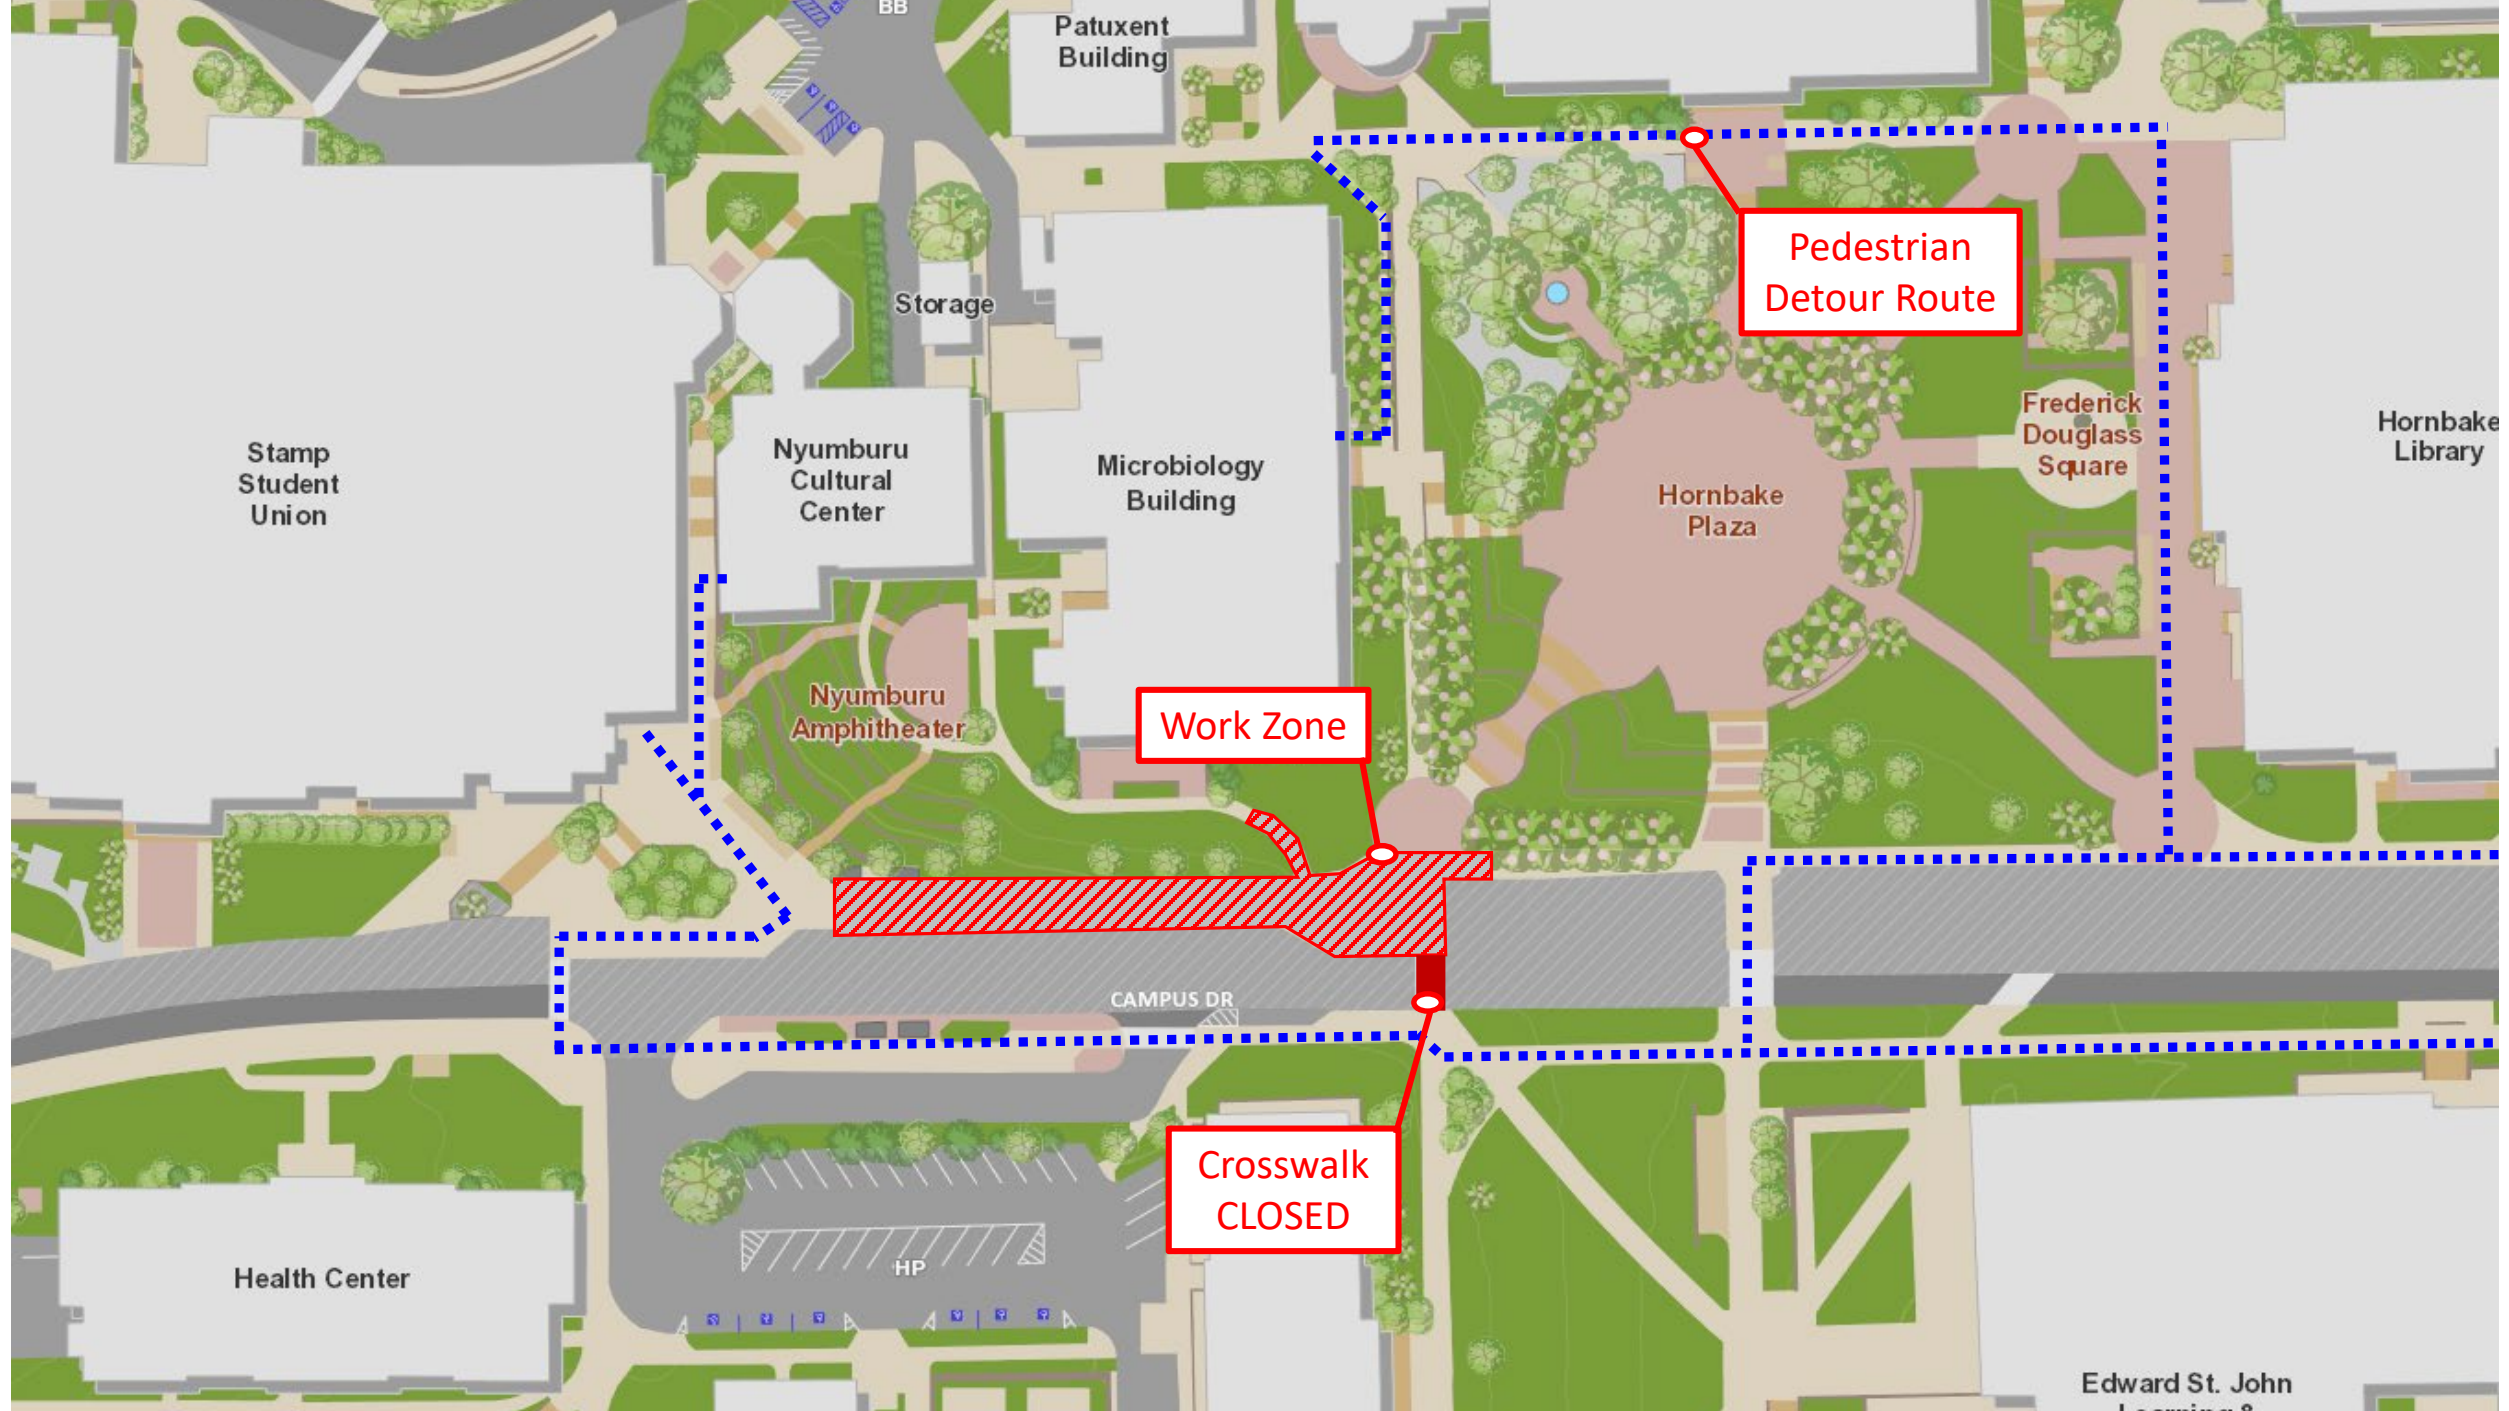 BB
Patuxent
Building
Pedestrian
Detour Route
Storage
Stamp
Student
Union
Nyumburu
Cultural
Center
Microbiology
Building
Hornbake
Plaza
Frederick
Douglass
Square
Hornbake
Library
Nyumburu
Amphitheater
Work Zone
CAMPUS DR
Crosswalk
CLOSED
Health Center
HP
Edward St. John
Learning &